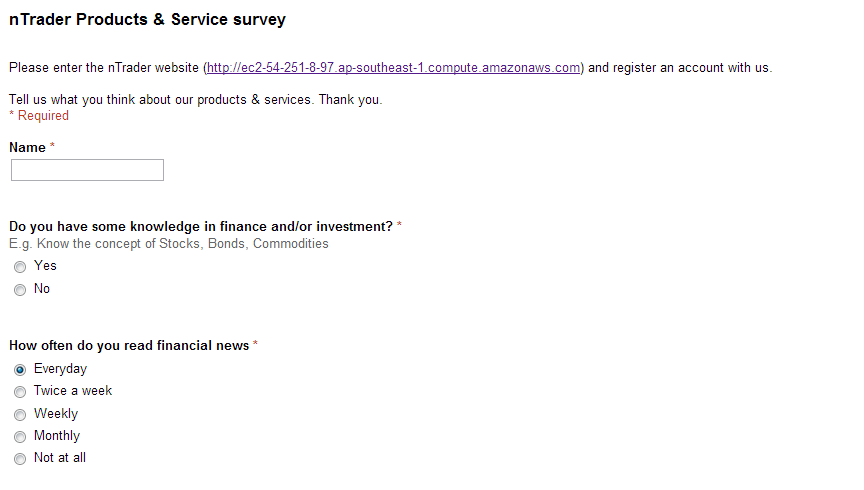 nTrader Products & Service survey
Please enter the nTrader website (http://ec2-54-251-8-97.ap-southeast-1.compute.amazonaws.com) and register an account with us.
Tell us what you think about our products & services. Thank you.
* Required
Name *
Do you have some knowledge in finance and/or investment? *
E.g. Know the concept of Stocks, Bonds, Commodities
Yes
No
How often do you read financial news *
Everyday
Twice a week
Weekly
Monthly
Not at all